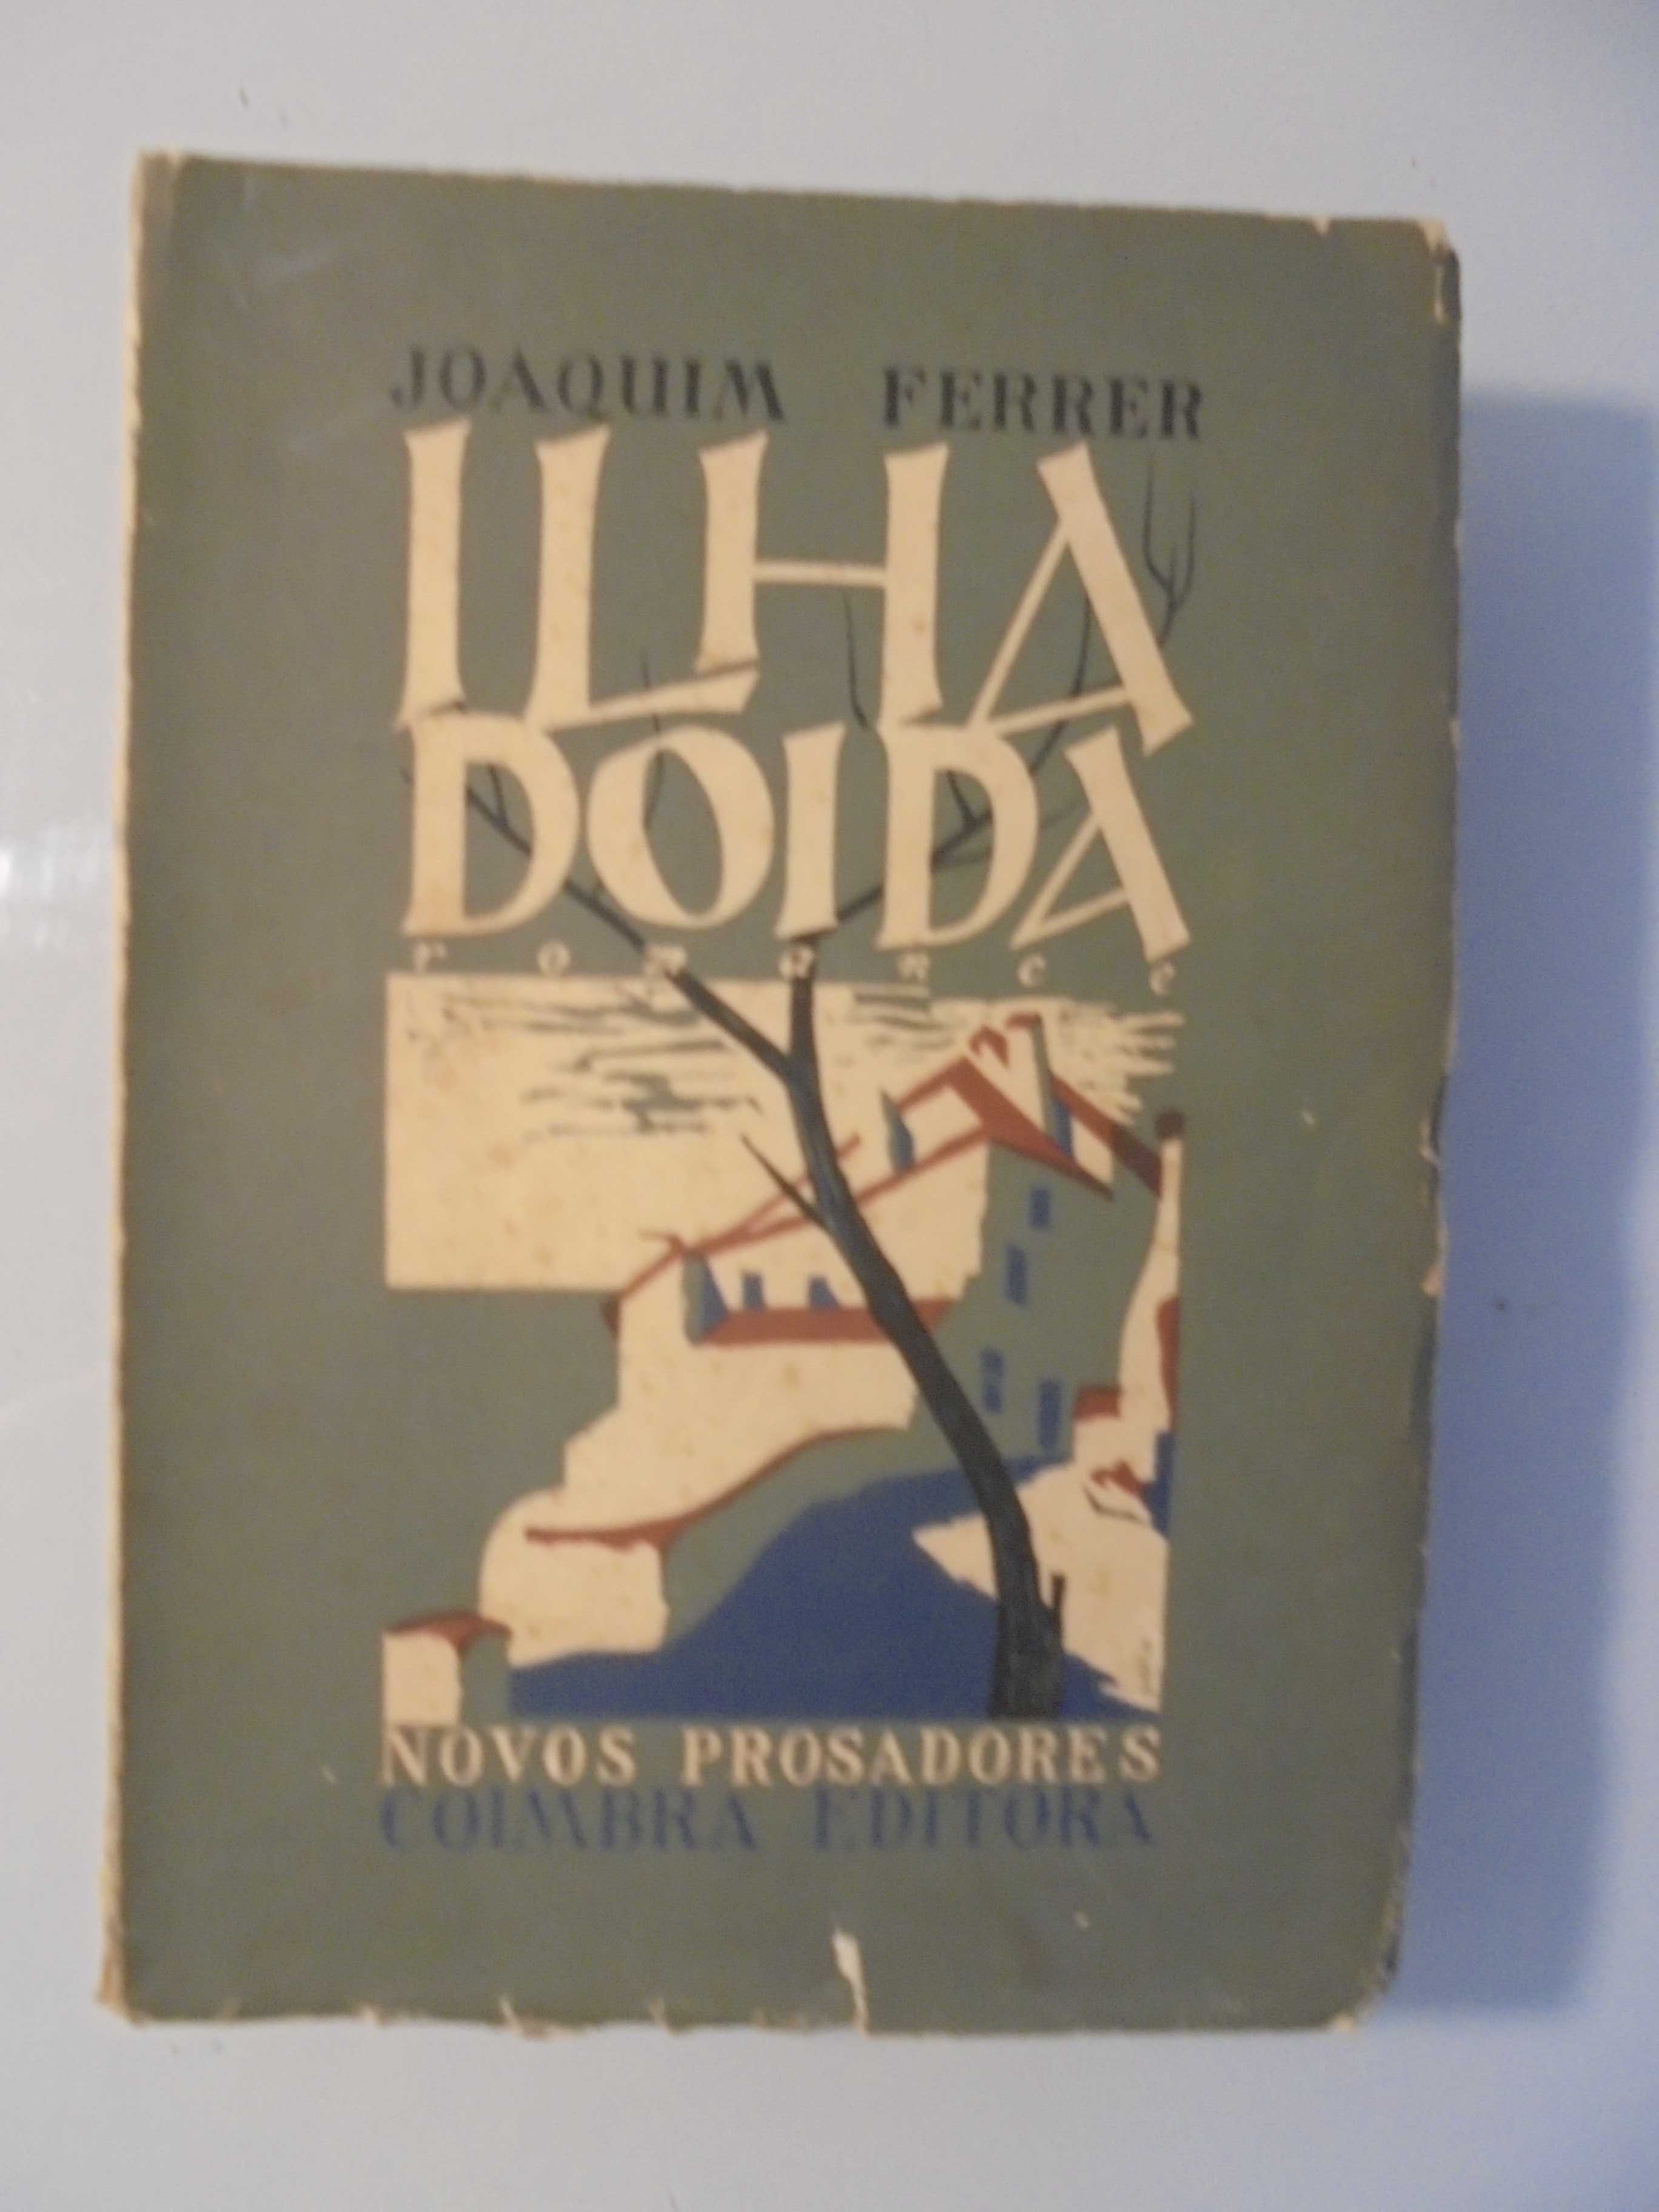 JOAQUIM FERRER
ILHA
DOIDA
romance
NOVOS PROSADORES
COIMBRA EDITORA